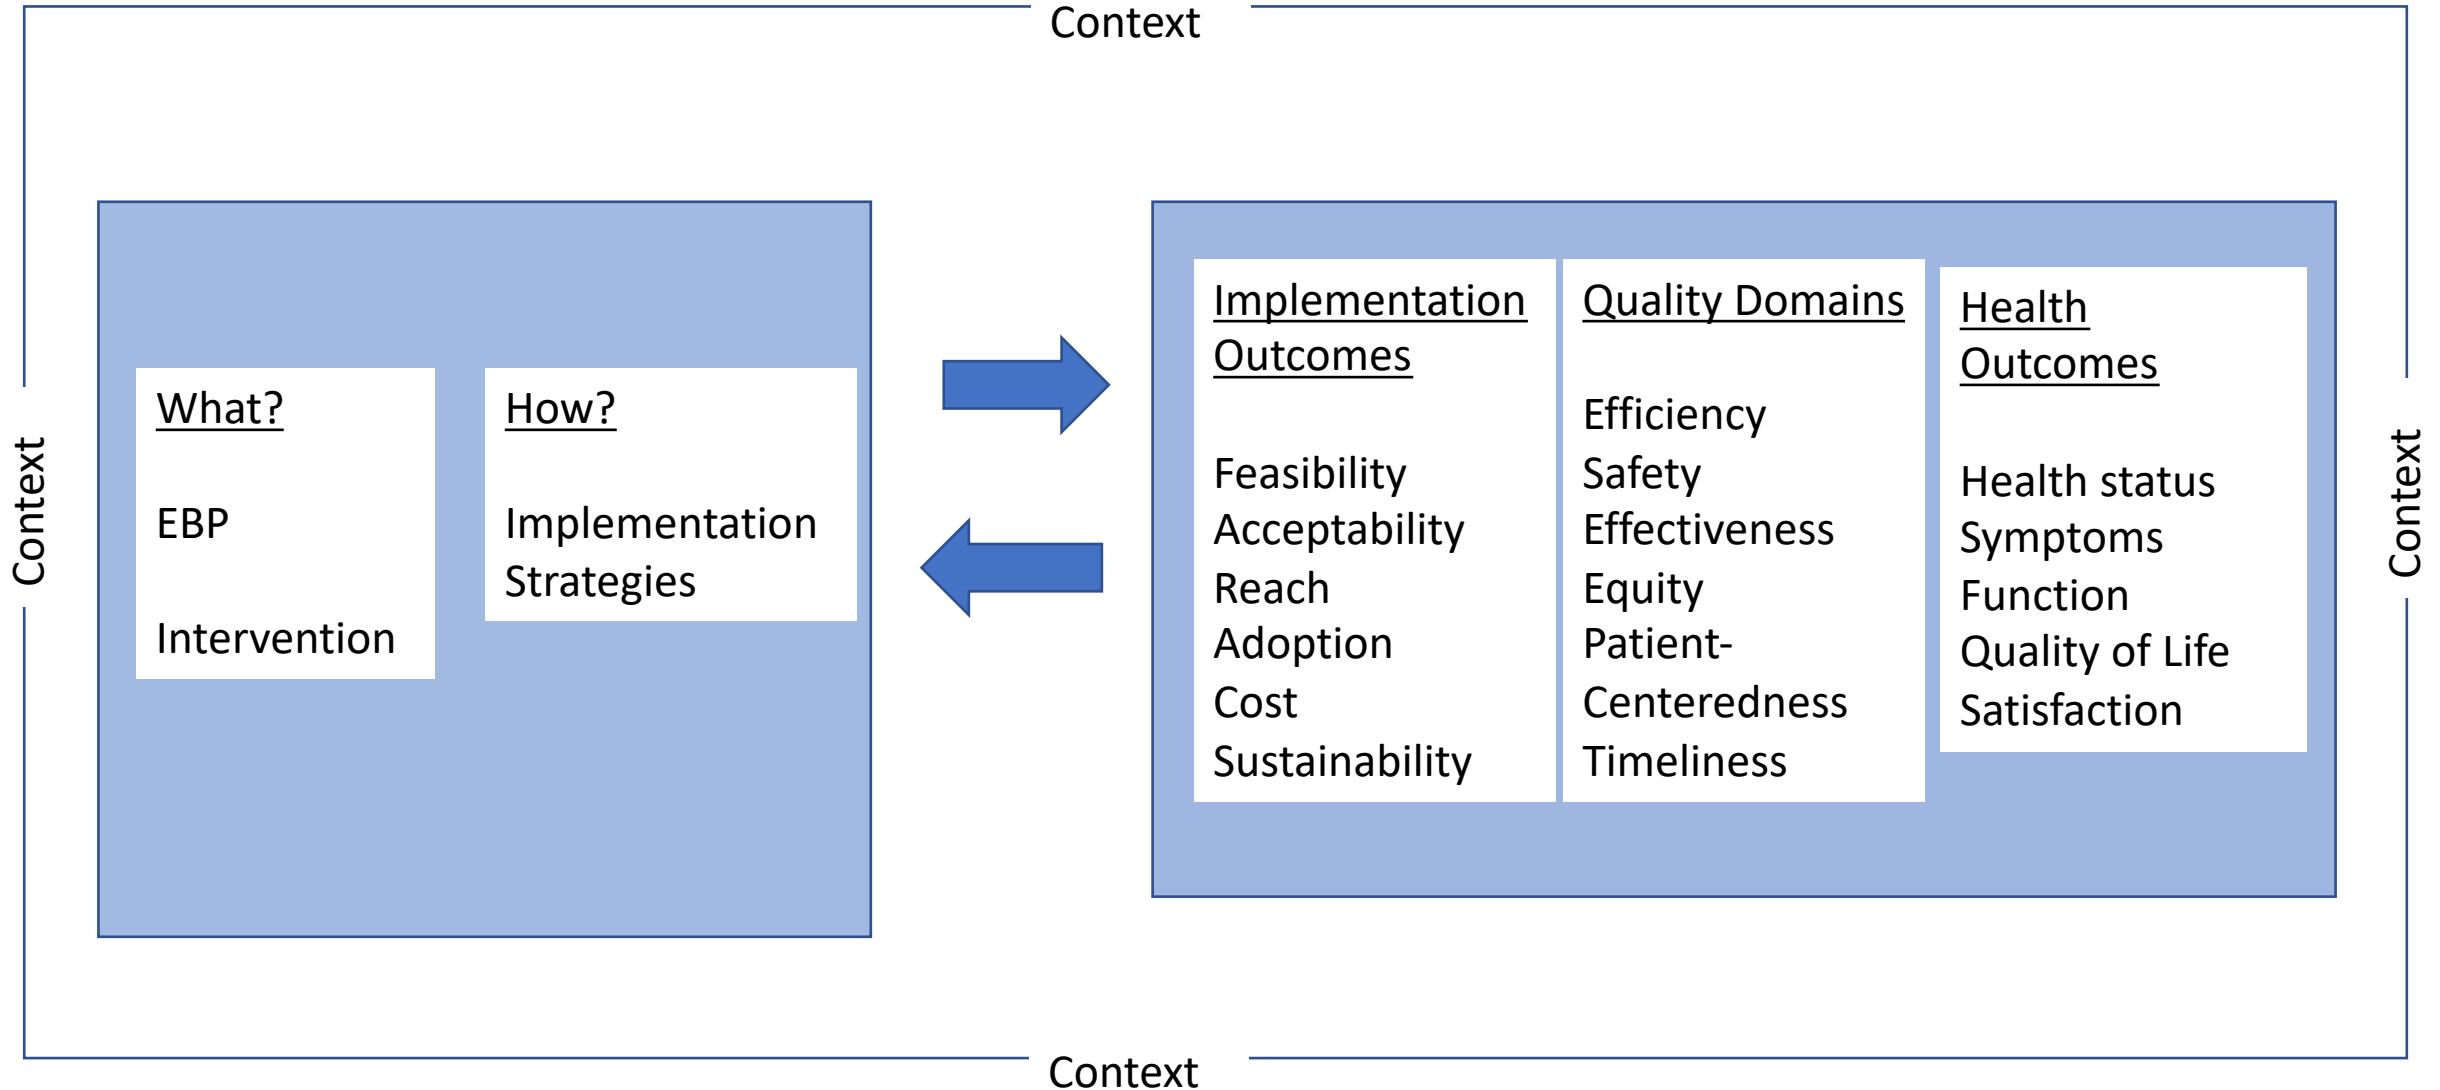 Context
Context
What?
EBP
Intervention
How?
Implementation
Strategies
Implementation
Outcomes
Feasibility
Acceptability
Reach
Adoption
Cost
Sustainability
Quality Domains
Efficiency
Safety
Effectiveness
Equity
Patient-
Centeredness
Timeliness
Health
Outcomes
Health status
Symptoms
Function
Quality of Life
Satisfaction
Context
Context